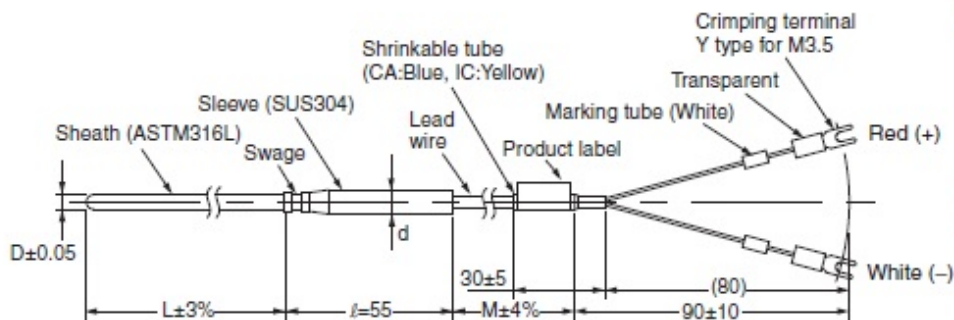 Crimping terminal
Y type for M3.5
Shrinkable tube
(CA:Blue, IC:Yellow)
Transparent
Sleeve (SUS304)
Marking tube (White)
Sheath (ASTM316L)
Lead
wire
Red (+)
Swage
Product label
D±0.05
d
30±5
(80)
White (–)
L±3%
ℓ=55
M±4%
90±10